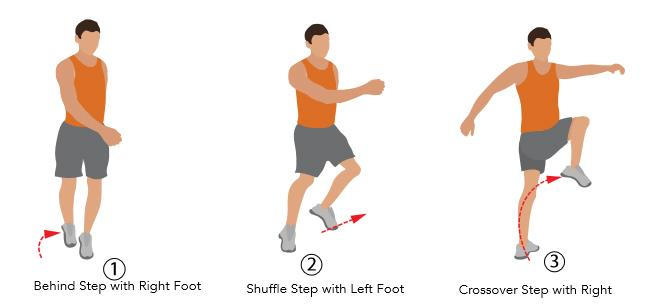 ①
Behind Step with Right Foot
②
Shuffle Step with Left Foot
③
Crossover Step with Right